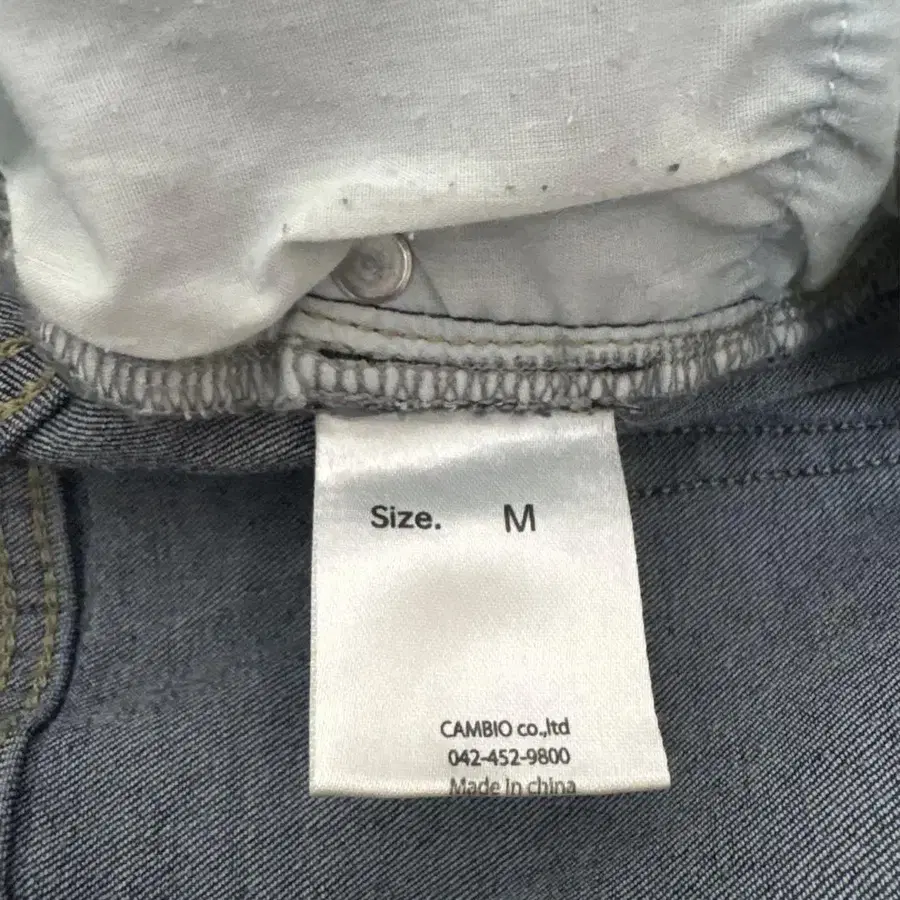 Size. M
CAMBIO co.,ltd
042-452-9800
Made in china